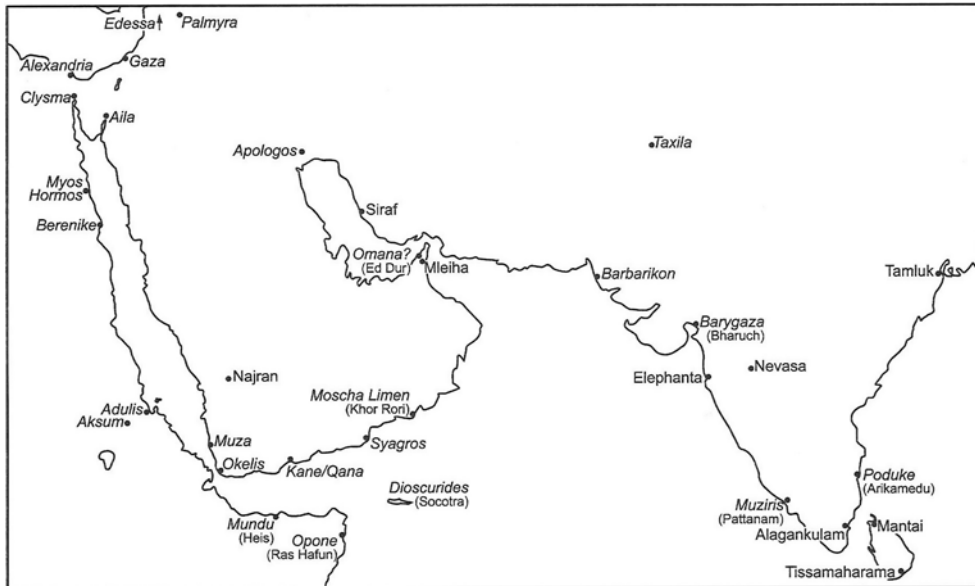 Edessa
Palmyra
Alexandria
Gaza
Clysma
Aila
Apologos
Taxila
Myos
Hormos
Siraf
Berenike
Omana?
(Ed Dur)
Mleiha
Barbarikon
Tamluk
Barygaza
(Bharuch)
Najran
Elephanta
Nevasa
Moscha Limen
(Khor Rori)
Adulis
Aksum
Muza
Syagros
Okelis
Kane/Qana
Dioscurides
(Socotra)
Poduke
(Arikamedu)
Muziris
(Pattanam)
Mundu
(Heis)
Opone
(Ras Hafun)
Alagankulam
Mantai
Tissamaharama